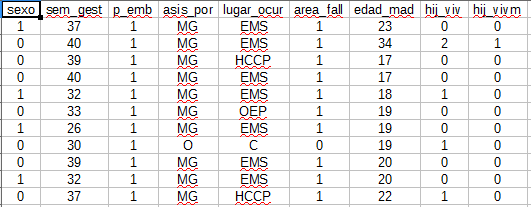 sexo sem_gest p_emb asis_por lugar_ocur area_fall edad_mad hij_viv hij_vivm
1 37 1 MG EMS 1 23 0 0
0 40 1 MG EMS 1 34 2 1
0 39 1 MG HCCP 1 17 0 0
0 40 1 MG EMS 1 17 0 0
1 32 1 MG EMS 1 18 1 0
0 33 1 MG OEP 1 19 0 0
1 26 1 MG EMS 1 19 0 0
0 30 1 O C 0 19 1 0
0 39 1 MG EMS 1 20 0 0
1 32 1 MG EMS 1 20 0 0
0 37 1 MG HCCP 1 22 1 0